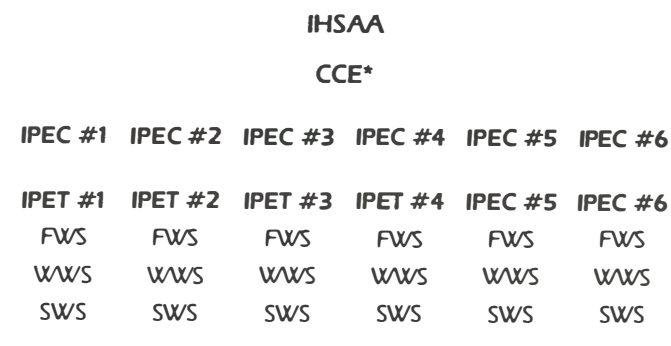 IHSAA
CCE*
IPEC #1 IPEC #2 IPEC #3 IPEC #4 IPEC #5 IPEC #6
IPET #1 IPET #2 IPET #3 IPET #4 IPEC #5 IPEC #6
FWS FWS FWS FWS FWS FWS
WWS WWS WWS WWS WWS WWS
SWS SWS SWS SWS SWS SWS